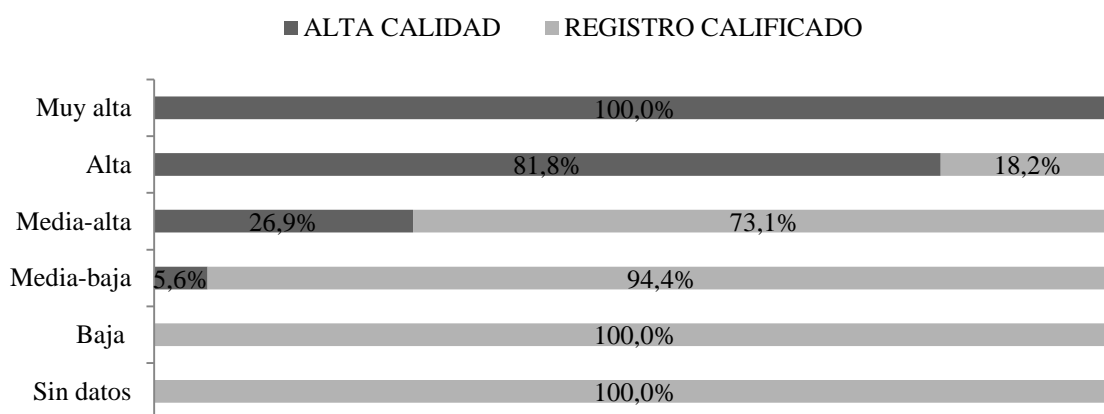 ALTA CALIDAD REGISTRO CALIFICADO
Muy alta 100,0%
Alta 81,8% 18,2%
Media-alta 26,9% 73,1%
Media-baja 5,6% 94,4%
Baja 100,0%
Sin datos 100,0%